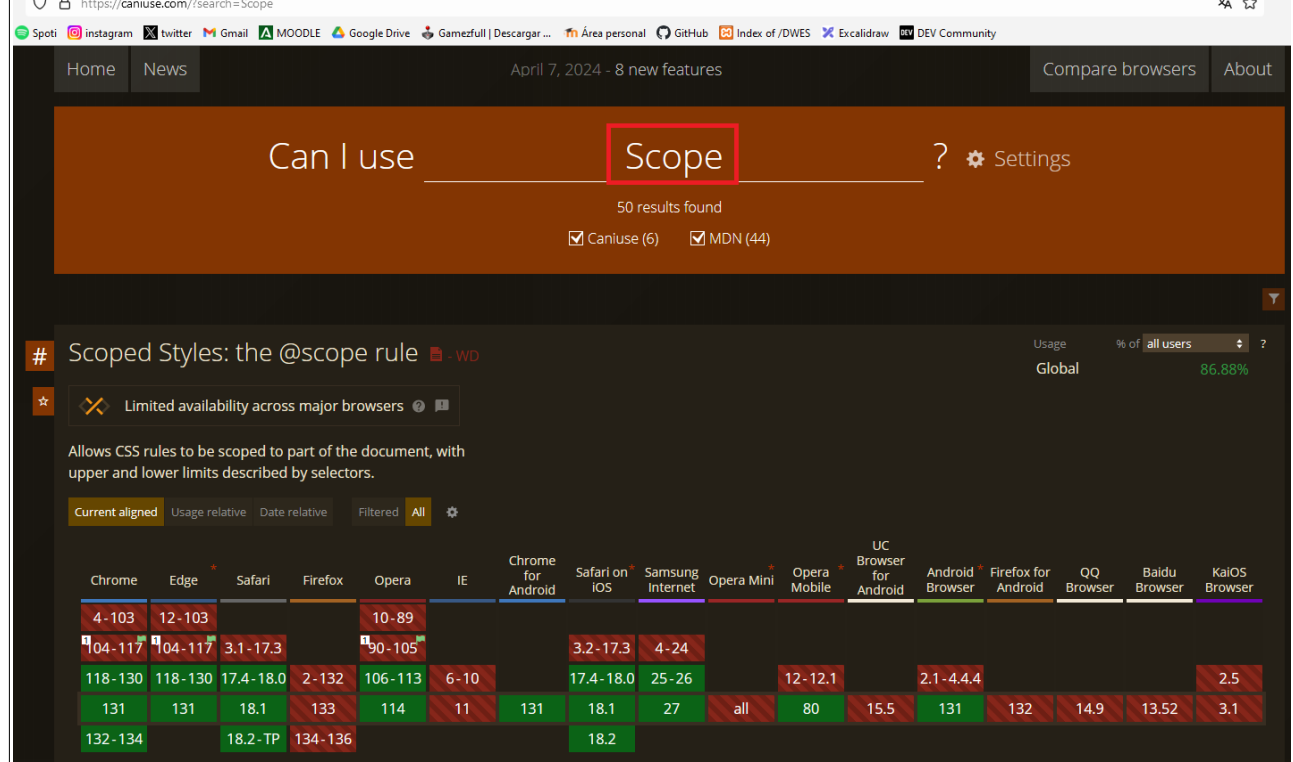 https://caniuse.com/?search=Scope
Spoti instagram twitter Gmail MOODLE Google Drive Gamezfull | Descargar ... Área personal GitHub Index of /DWES Excalidraw DEV Community
Home News April 7, 2024 - 8 new features Compare browsers About
Can I use Scope ? Settings
50 results found
Caniuse (6) MDN (44)
# Scoped Styles: the @scope rule - WD
Usage % of all users ?
Global 86.88%
Limited availability across major browsers
Allows CSS rules to be scoped to part of the document, with
upper and lower limits described by selectors.
Current aligned Usage relative Date relative Filtered All
Chrome Edge * Safari Firefox Opera IE Chrome for Android Safari on iOS * Samsung Internet Opera Mini * Opera Mobile * UC Browser for Android Android Browser * Firefox for Android QQ Browser Baidu Browser KaiOS Browser
4-103 12-103 10-89
1 104-117 1 104-117 3.1-17.3 1 90-105 3.2-17.3 4-24
118-130 118-130 17.4-18.0 2-132 106-113 6-10 17.4-18.0 25-26 12-12.1 2.1-4.4.4 2.5
131 131 18.1 133 114 11 131 18.1 27 all 80 15.5 131 132 14.9 13.52 3.1
132-134 18.2-TP 134-136 18.2